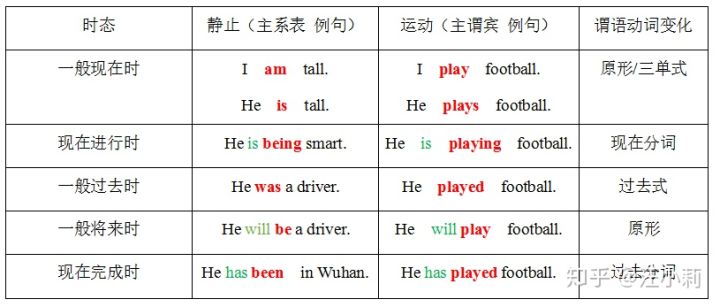 时态 静止（主系表 例句） 运动（主谓宾 例句） 谓语动词变化
一般现在时 I am tall. I play football. 原形/三单式
He is tall. He plays football.
现在进行时 He is being smart. He is playing football. 现在分词
一般过去时 He was a driver. He played football. 过去式
一般将来时 He will be a driver. He will play football. 原形
现在完成时 He has been in Wuhan. He has played football. 过去分词
知乎 @汪小莉